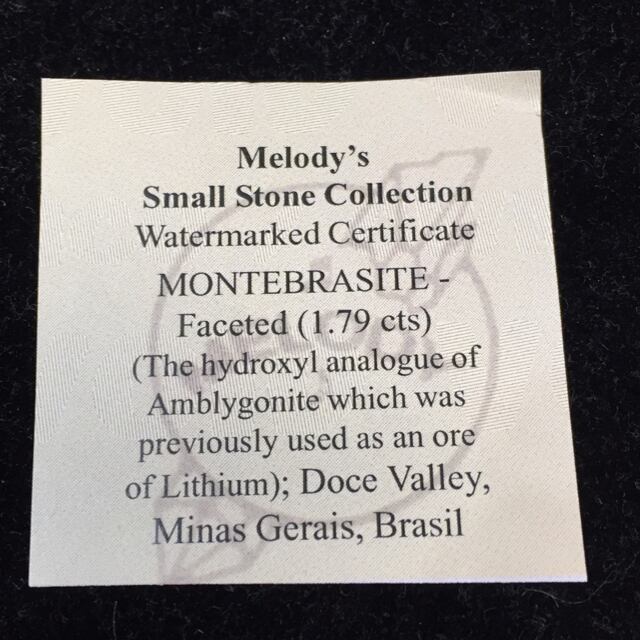 Melody's
Small Stone Collection
Watermarked Certificate
MONTEBRASITE -
Faceted (1.79 cts)
(The hydroxyl analogue of
Amblygonite which was
previously used as an ore
of Lithium); Doce Valley,
Minas Gerais, Brasil
MELODY